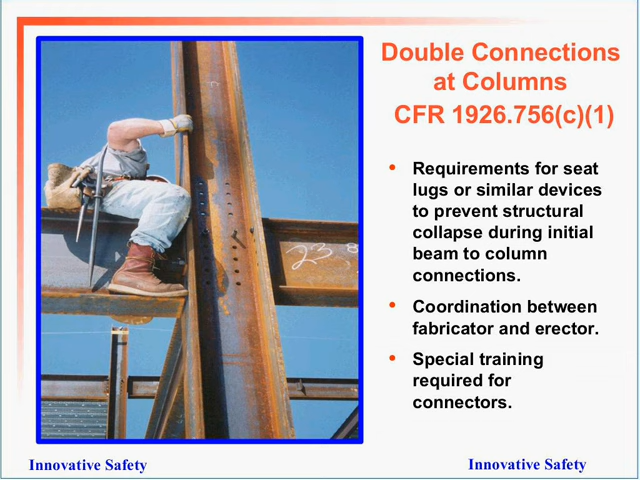 Double Connections
at Columns
CFR 1926.756(c)(1)
• Requirements for seat
lugs or similar devices
to prevent structural
collapse during initial
beam to column
connections.
• Coordination between
fabricator and erector.
• Special training
required for
connectors.
23 8
Innovative Safety
Innovative Safety